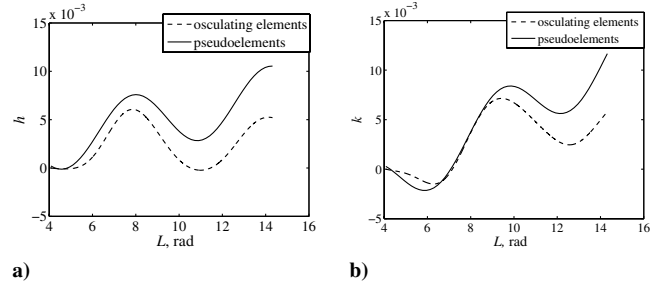 x 10⁻³
osculating elements
pseudoelements
15
10
5
0
−5
h
4 6 8 10 12 14 16
L, rad
a)
x 10⁻³
osculating elements
pseudoelements
15
10
5
0
−5
k
4 6 8 10 12 14 16
L, rad
b)